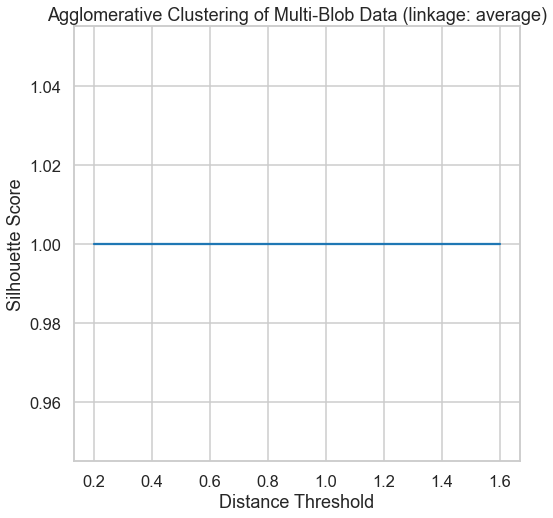 Agglomerative Clustering of Multi-Blob Data (linkage: average)
1.04
1.02
1.00
0.98
0.96
Silhouette Score
0.2 0.4 0.6 0.8 1.0 1.2 1.4 1.6
Distance Threshold